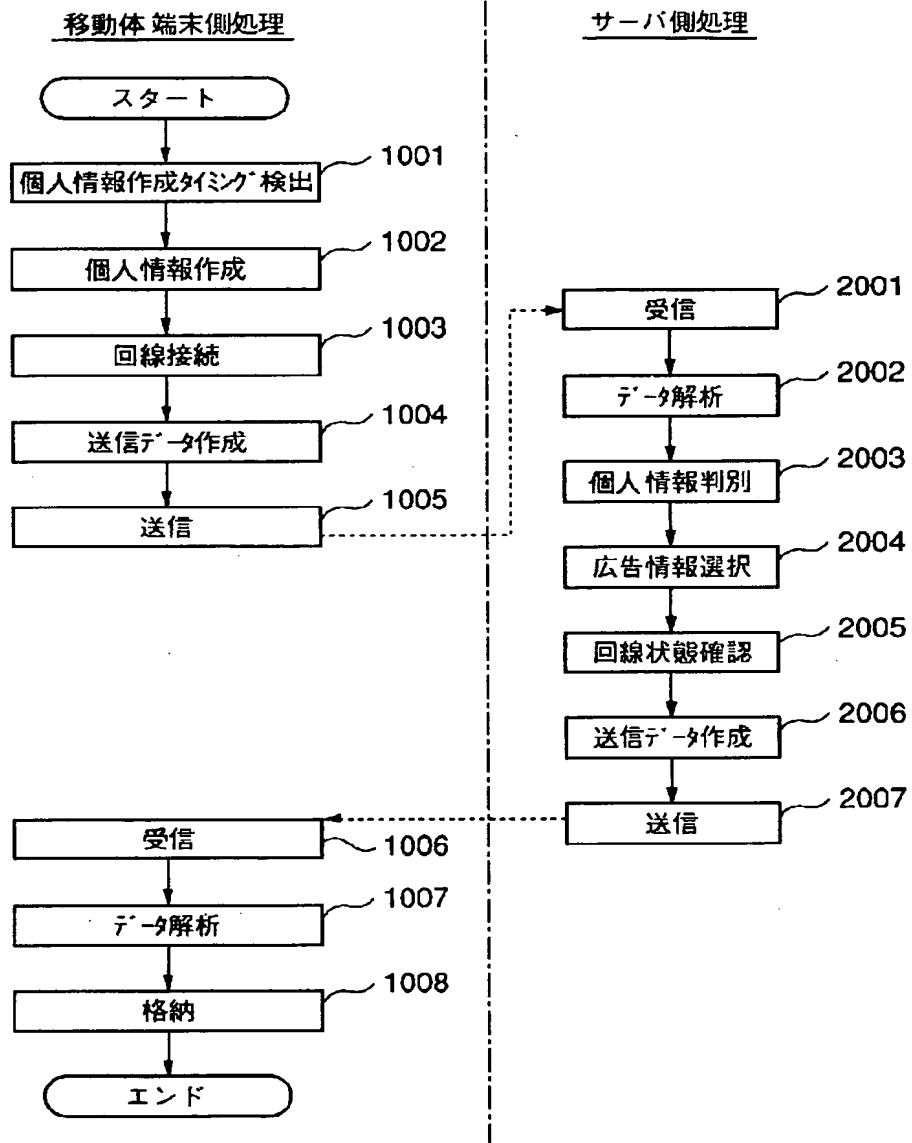 移動体端末側処理
スタート
個人情報作成タイミング検出
1001
個人情報作成
1002
回線接続
1003
送信データ作成
1004
送信
1005
受信
1006
データ解析
1007
格納
1008
エンド
サーバ側処理
受信
2001
データ解析
2002
個人情報判別
2003
広告情報選択
2004
回線状態確認
2005
送信データ作成
2006
送信
2007